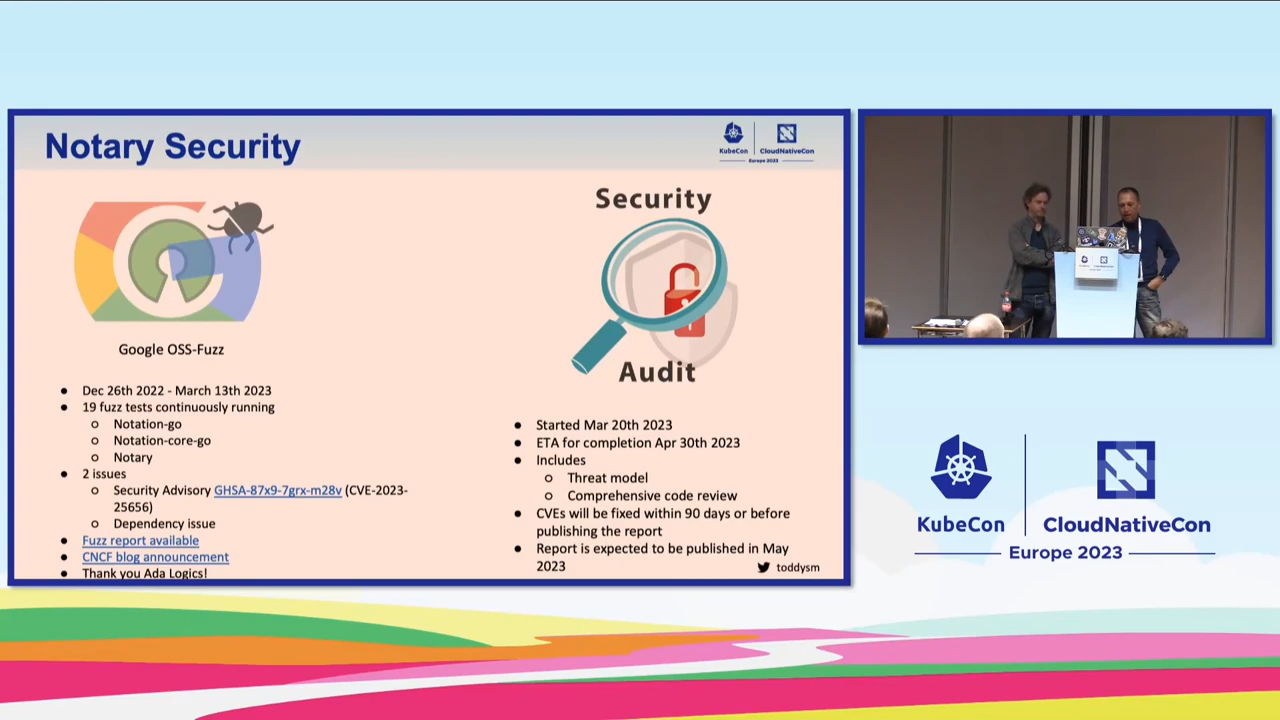 Notary Security
KubeCon
CloudNativeCon
Europe 2023
Google OSS-Fuzz
Dec 26th 2022 - March 13th 2023
19 fuzz tests continuously running
Notation-go
Notation-core-go
Notary
2 issues
Security Advisory GHSA-87x9-7grx-m28v (CVE-2023-
25656)
Dependency issue
Fuzz report available
CNCF blog announcement
Thank you Ada Logics!
Security
Audit
Started Mar 20th 2023
ETA for completion Apr 30th 2023
Includes
Threat model
Comprehensive code review
CVEs will be fixed within 90 days or before
publishing the report
Report is expected to be published in May
2023
toddysm
KubeCon
CloudNativeCon
Europe 2023